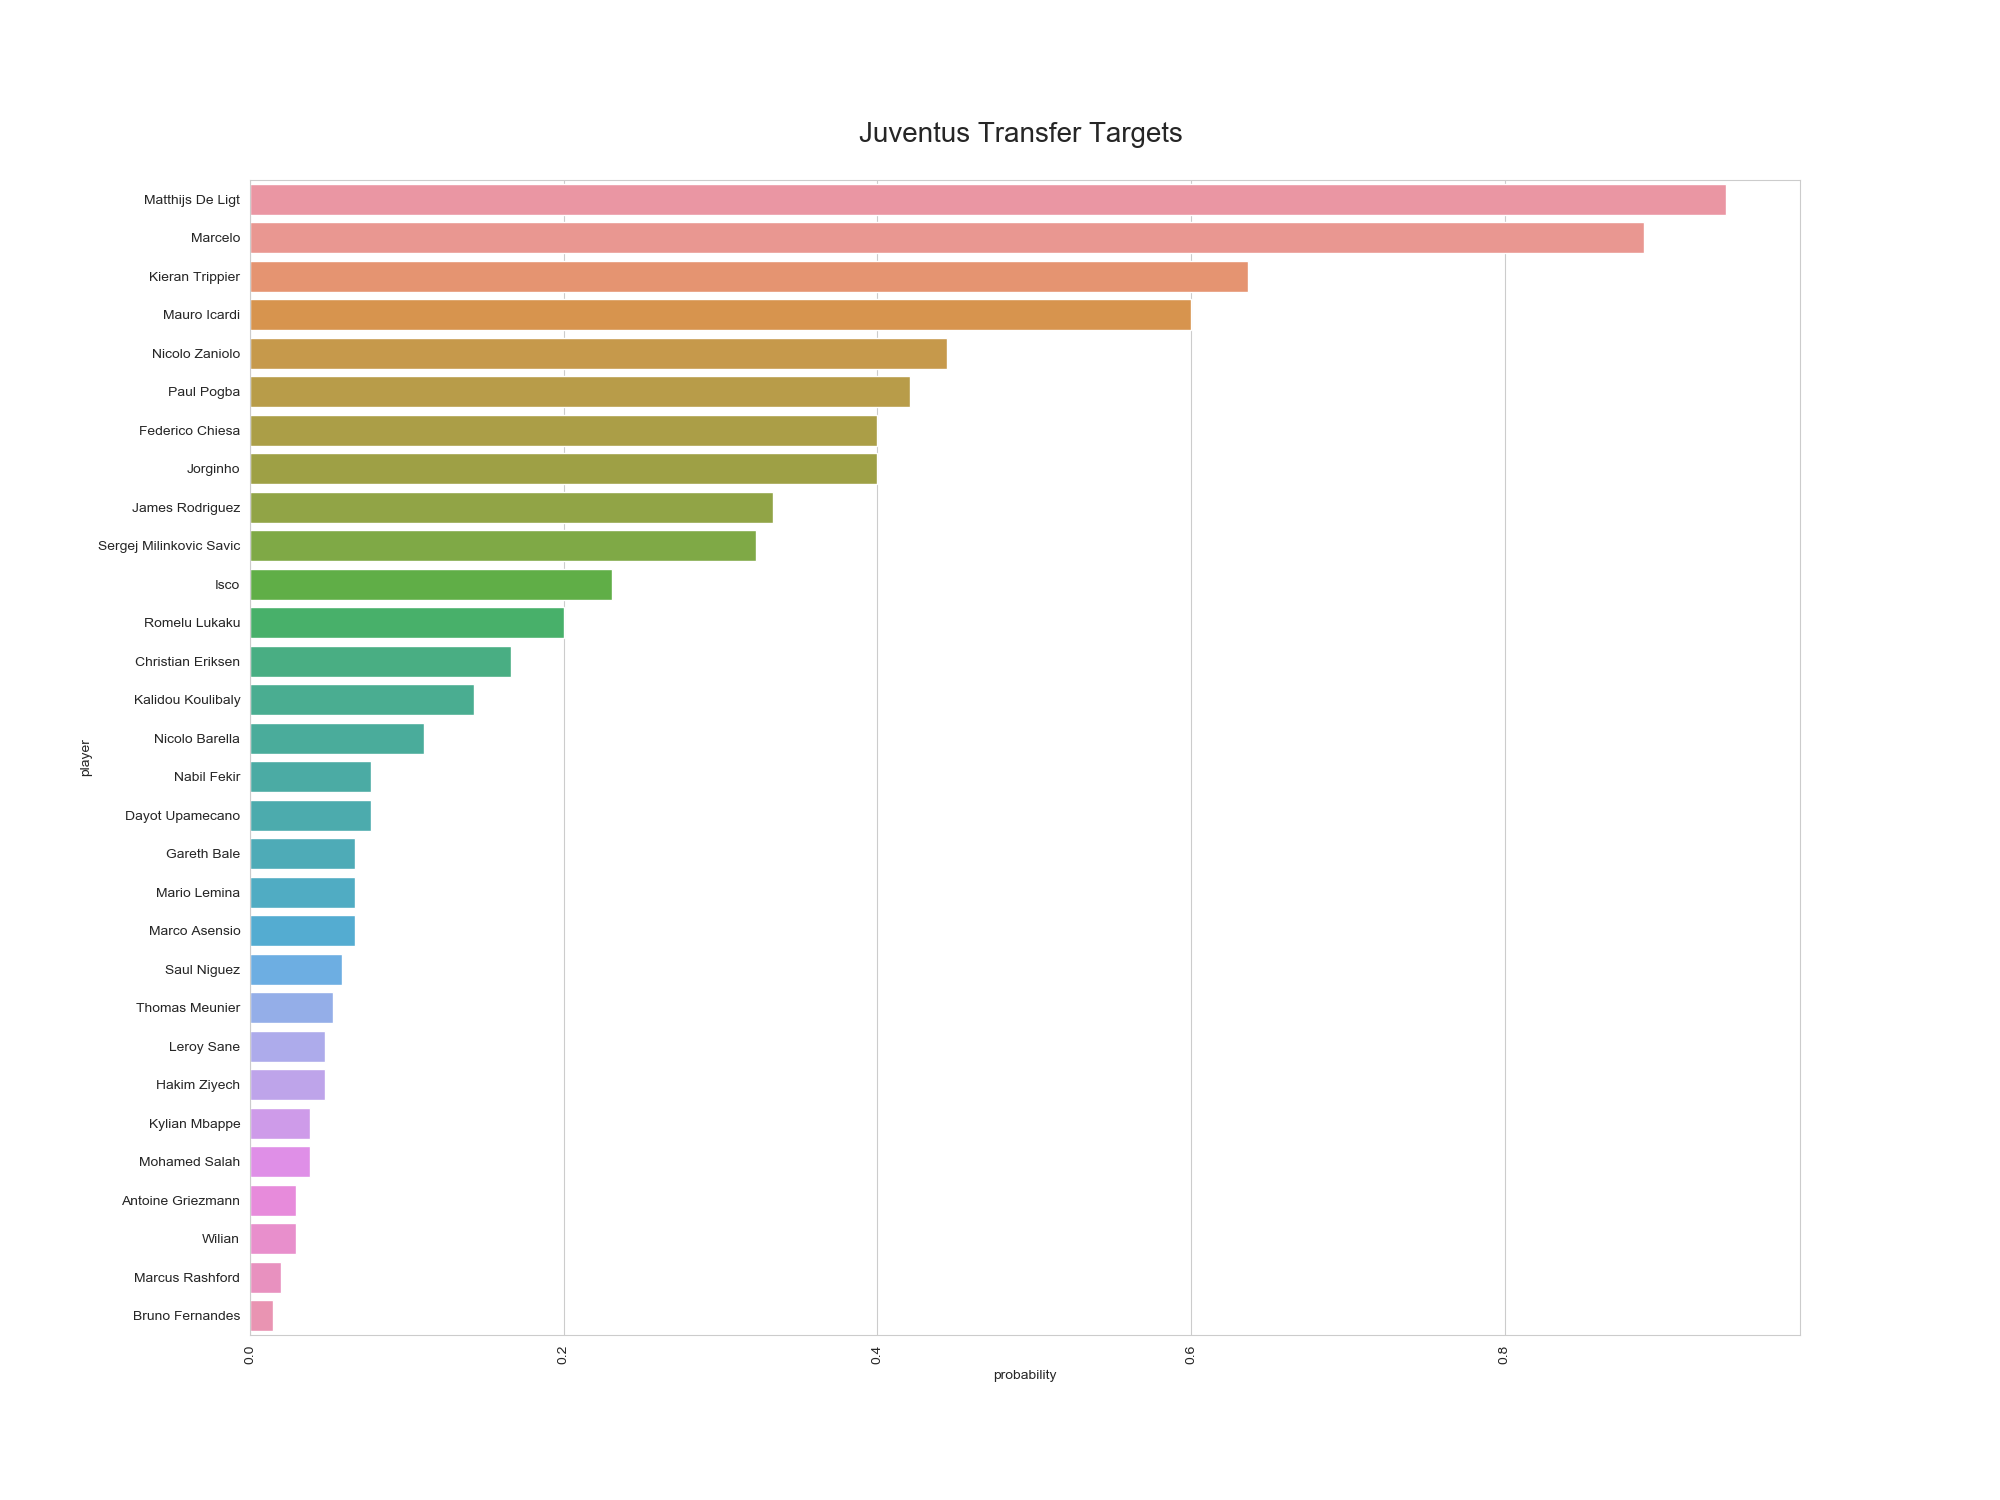 Juventus Transfer Targets
Matthijs De Ligt
Marcelo
Kieran Trippier
Mauro Icardi
Nicolo Zaniolo
Paul Pogba
Federico Chiesa
Jorginho
James Rodriguez
Sergej Milinkovic Savic
Isco
Romelu Lukaku
Christian Eriksen
Kalidou Koulibaly
Nicolo Barella
Nabil Fekir
Dayot Upamecano
Gareth Bale
Mario Lemina
Marco Asensio
Saul Niguez
Thomas Meunier
Leroy Sane
Hakim Ziyech
Kylian Mbappe
Mohamed Salah
Antoine Griezmann
Wilian
Marcus Rashford
Bruno Fernandes
player
0.0 0.2 0.4 0.6 0.8
probability